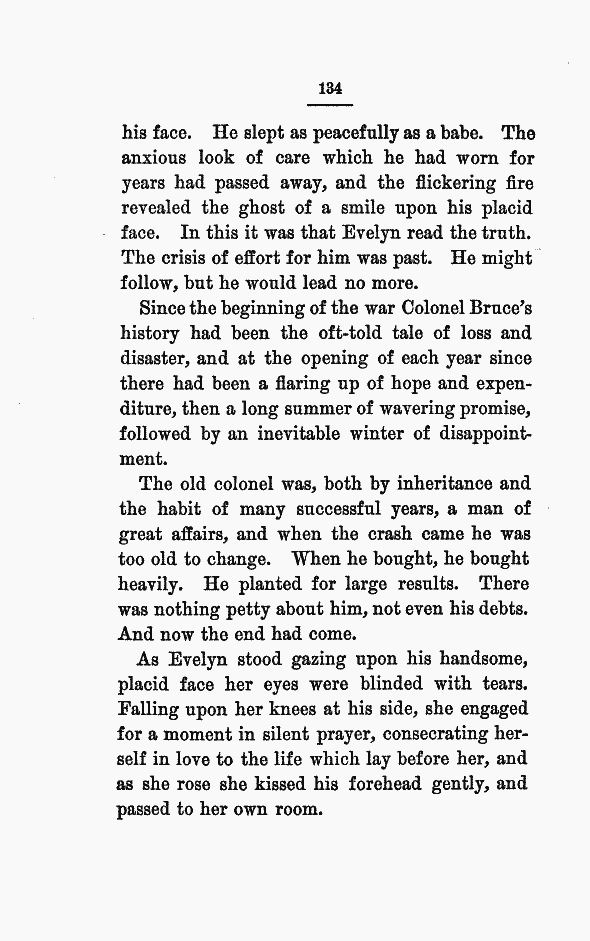 134
his face. He slept as peacefully as a babe. The
anxious look of care which he had worn for
years had passed away, and the flickering fire
revealed the ghost of a smile upon his placid
face. In this it was that Evelyn read the truth.
The crisis of effort for him was past. He might
follow, but he would lead no more.
Since the beginning of the war Colonel Bruce's
history had been the oft-told tale of loss and
disaster, and at the opening of each year since
there had been a flaring up of hope and expen-
diture, then a long summer of wavering promise,
followed by an inevitable winter of disappoint-
ment.
The old colonel was, both by inheritance and
the habit of many successful years, a man of
great affairs, and when the crash came he was
too old to change. When he bought, he bought
heavily. He planted for large results. There
was nothing petty about him, not even his debts.
And now the end had come.
As Evelyn stood gazing upon his handsome,
placid face her eyes were blinded with tears.
Falling upon her knees at his side, she engaged
for a moment in silent prayer, consecrating her-
self in love to the life which lay before her, and
as she rose she kissed his forehead gently, and
passed to her own room.